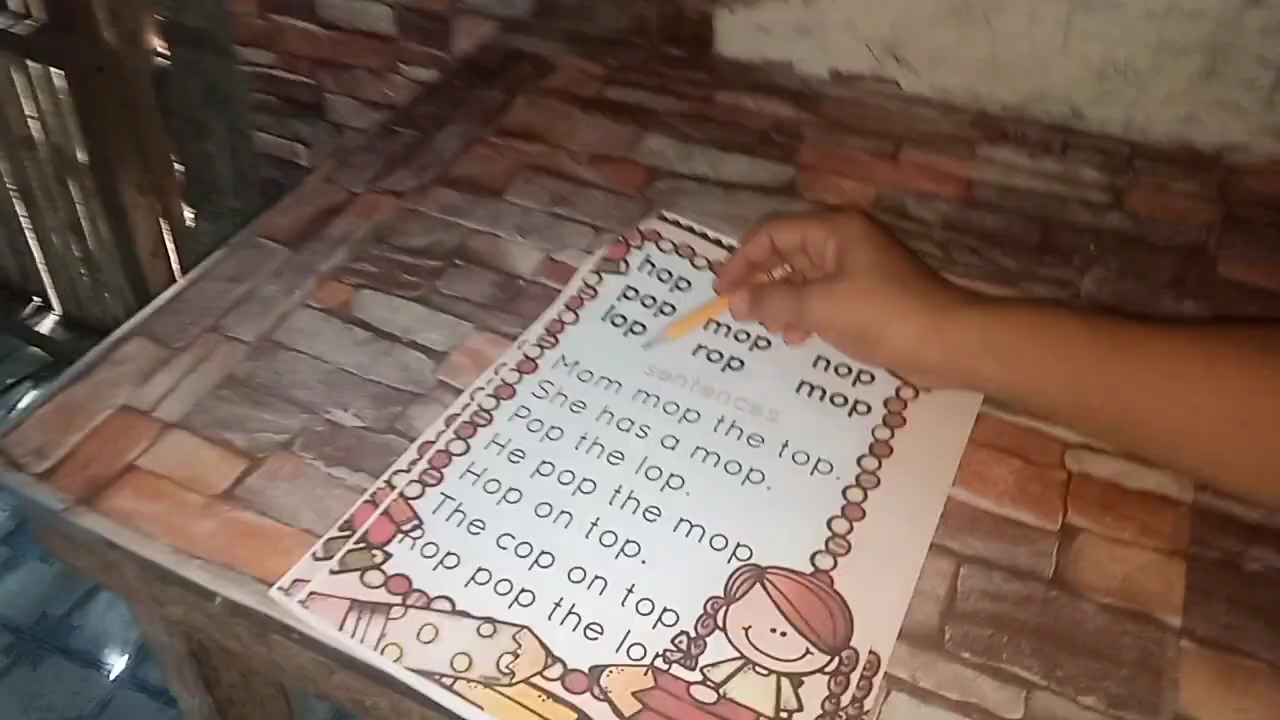 hop
pop mop nop
lop rop mop
sentences
Mom mop the top.
She has a mop.
Pop the lop.
He pop the mop
Hop on top.
The cop on top
Rop pop the lop